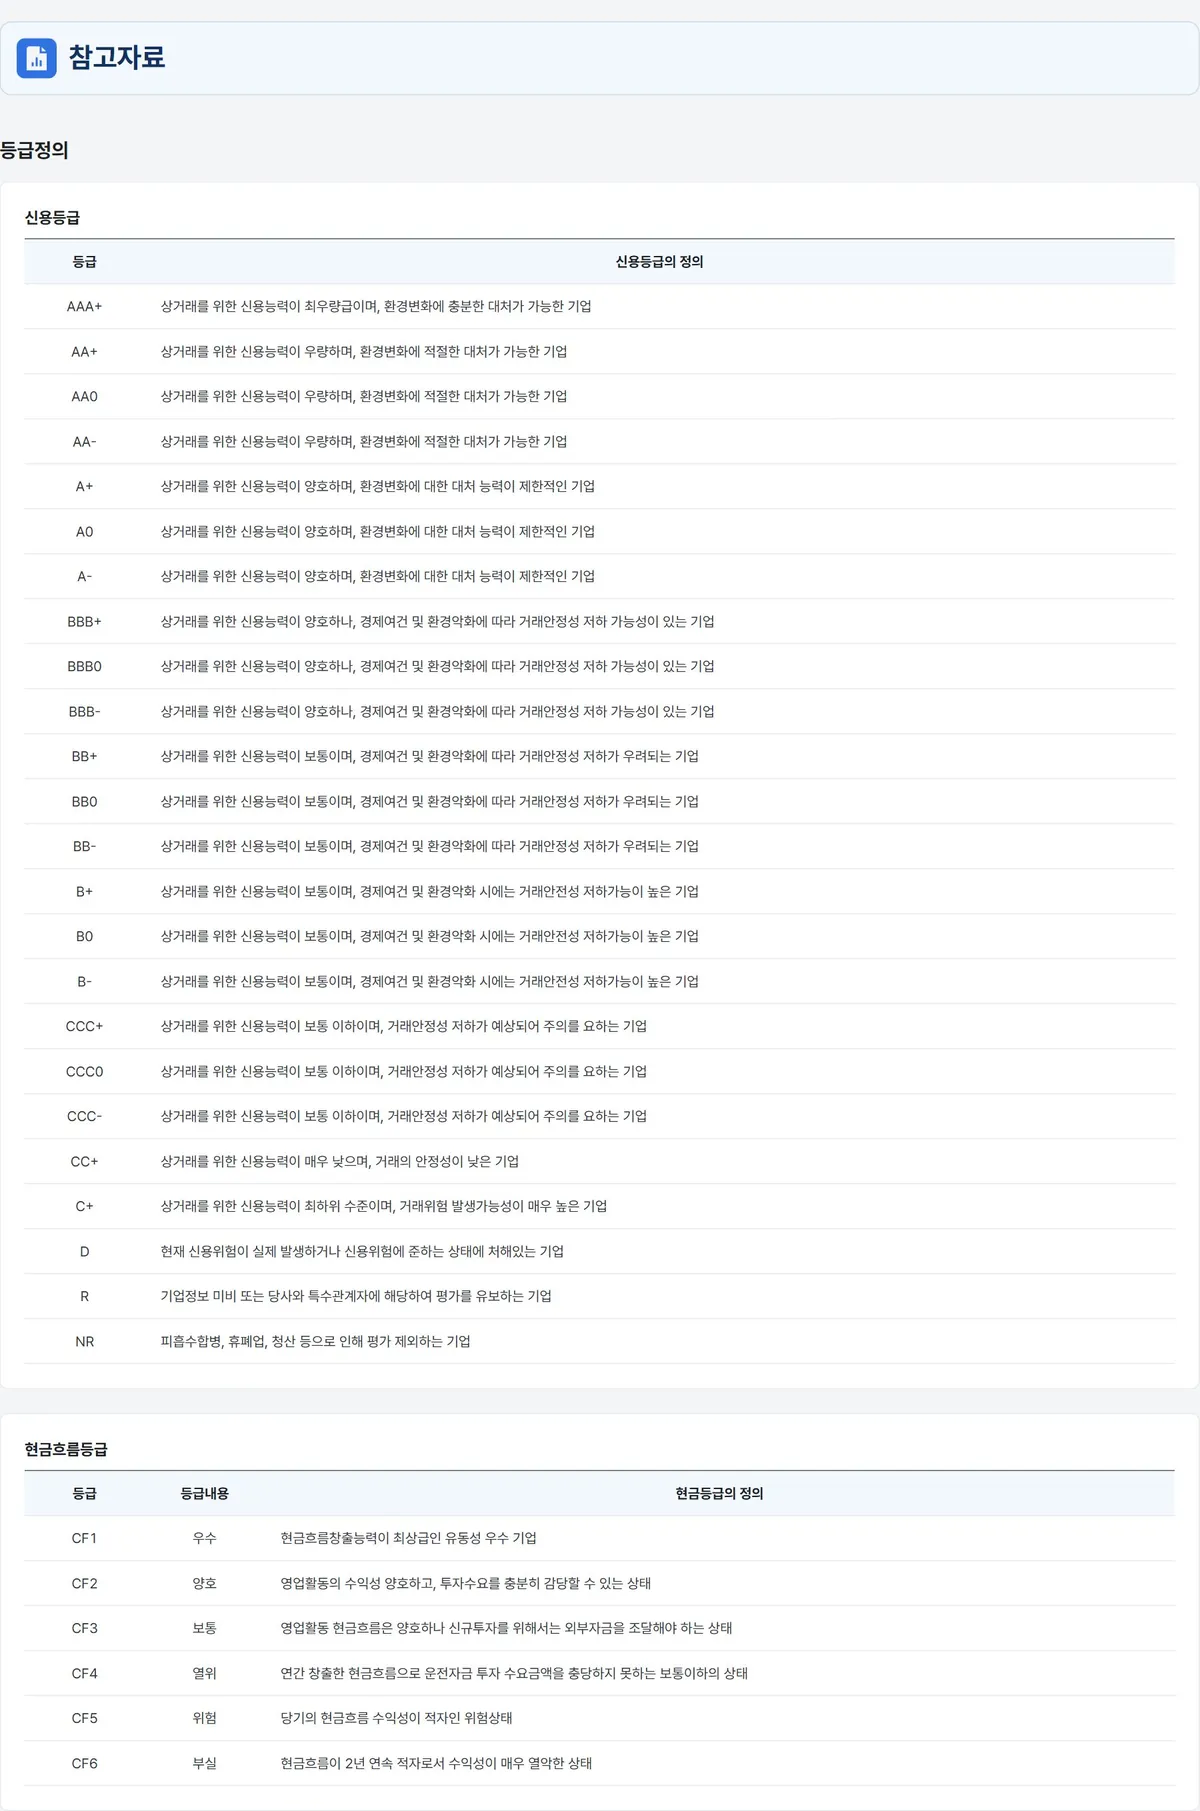 참고자료
등급정의
신용등급
등급 신용등급의 정의
AAA+ 상거래를 위한 신용능력이 최우량급이며, 환경변화에 충분한 대처가 가능한 기업
AA+ 상거래를 위한 신용능력이 우량하며, 환경변화에 적절한 대처가 가능한 기업
AA0 상거래를 위한 신용능력이 우량하며, 환경변화에 적절한 대처가 가능한 기업
AA- 상거래를 위한 신용능력이 우량하며, 환경변화에 적절한 대처가 가능한 기업
A+ 상거래를 위한 신용능력이 양호하며, 환경변화에 대한 대처 능력이 제한적인 기업
A0 상거래를 위한 신용능력이 양호하며, 환경변화에 대한 대처 능력이 제한적인 기업
A- 상거래를 위한 신용능력이 양호하며, 환경변화에 대한 대처 능력이 제한적인 기업
BBB+ 상거래를 위한 신용능력이 양호하나, 경제여건 및 환경악화에 따라 거래안정성 저하 가능성이 있는 기업
BBB0 상거래를 위한 신용능력이 양호하나, 경제여건 및 환경악화에 따라 거래안정성 저하 가능성이 있는 기업
BBB- 상거래를 위한 신용능력이 양호하나, 경제여건 및 환경악화에 따라 거래안정성 저하 가능성이 있는 기업
BB+ 상거래를 위한 신용능력이 보통이며, 경제여건 및 환경악화에 따라 거래안정성 저하가 우려되는 기업
BB0 상거래를 위한 신용능력이 보통이며, 경제여건 및 환경악화에 따라 거래안정성 저하가 우려되는 기업
BB- 상거래를 위한 신용능력이 보통이며, 경제여건 및 환경악화에 따라 거래안정성 저하가 우려되는 기업
B+ 상거래를 위한 신용능력이 보통이며, 경제여건 및 환경악화 시에는 거래안전성 저하가능이 높은 기업
B0 상거래를 위한 신용능력이 보통이며, 경제여건 및 환경악화 시에는 거래안전성 저하가능이 높은 기업
B- 상거래를 위한 신용능력이 보통이며, 경제여건 및 환경악화 시에는 거래안전성 저하가능이 높은 기업
CCC+ 상거래를 위한 신용능력이 보통 이하이며, 거래안정성 저하가 예상되어 주의를 요하는 기업
CCC0 상거래를 위한 신용능력이 보통 이하이며, 거래안정성 저하가 예상되어 주의를 요하는 기업
CCC- 상거래를 위한 신용능력이 보통 이하이며, 거래안정성 저하가 예상되어 주의를 요하는 기업
CC+ 상거래를 위한 신용능력이 매우 낮으며, 거래의 안정성이 낮은 기업
C+ 상거래를 위한 신용능력이 최하위 수준이며, 거래위험 발생가능성이 매우 높은 기업
D 현재 신용위험이 실제 발생하거나 신용위험에 준하는 상태에 처해있는 기업
R 기업정보 미비 또는 당사와 특수관계자에 해당하여 평가를 유보하는 기업
NR 피흡수합병, 휴폐업, 청산 등으로 인해 평가 제외하는 기업
현금흐름등급
등급 등급내용 현금등급의 정의
CF1 우수 현금흐름창출능력이 최상급인 유동성 우수 기업
CF2 양호 영업활동의 수익성 양호하고, 투자수요를 충분히 감당할 수 있는 상태
CF3 보통 영업활동 현금흐름은 양호하나 신규투자를 위해서는 외부자금을 조달해야 하는 상태
CF4 열위 연간 창출한 현금흐름으로 운전자금 투자 수요금액을 충당하지 못하는 보통이하의 상태
CF5 위험 당기의 현금흐름 수익성이 적자인 위험상태
CF6 부실 현금흐름이 2년 연속 적자로서 수익성이 매우 열악한 상태